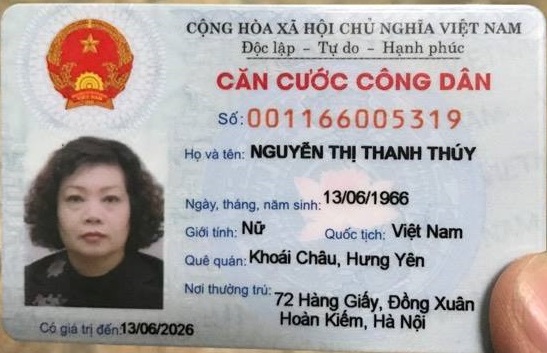 CỘNG HÒA XÃ HỘI CHỦ NGHĨA VIỆT NAM
Độc lập - Tự do - Hạnh phúc
CĂN CƯỚC CÔNG DÂN
Số: 001166005319
Họ và tên: NGUYỄN THỊ THANH THÚY
Ngày, tháng, năm sinh: 13/06/1966
Giới tính: Nữ Quốc tịch: Việt Nam
Quê quán: Khoái Châu, Hưng Yên
Nơi thường trú: 72 Hàng Giấy, Đồng Xuân
Hoàn Kiếm, Hà Nội
Có giá trị đến: 13/06/2026